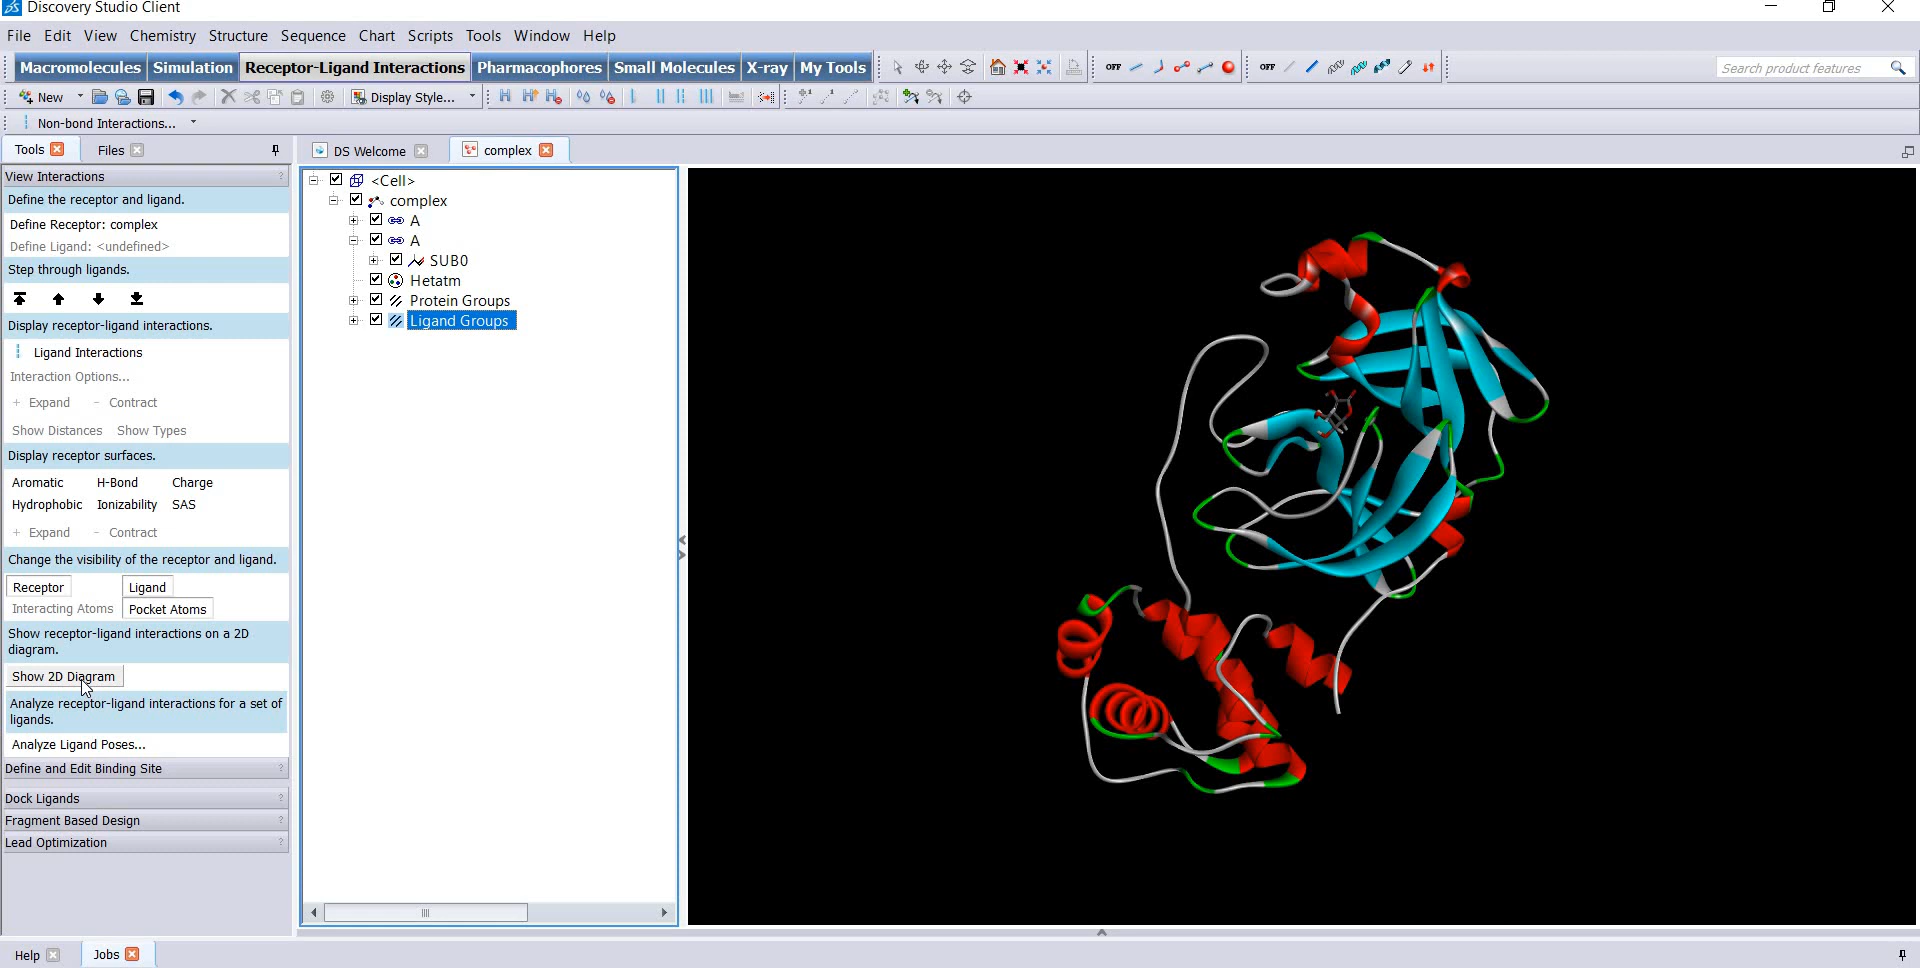 Discovery Studio Client
File Edit View Chemistry Structure Sequence Chart Scripts Tools Window Help
Macromolecules Simulation Receptor-Ligand Interactions Pharmacophores Small Molecules X-ray My Tools OFF OFF Search product features
New Display Style...
Non-bond Interactions...
Tools Files DS Welcome complex
View Interactions ?
Define the receptor and ligand.
Define Receptor: complex
Define Ligand: <undefined>
Step through ligands.
Display receptor-ligand interactions.
Ligand Interactions
Interaction Options...
+ Expand - Contract
Show Distances Show Types
Display receptor surfaces.
Aromatic H-Bond Charge
Hydrophobic Ionizability SAS
+ Expand - Contract
Change the visibility of the receptor and ligand.
Receptor Ligand
Interacting Atoms Pocket Atoms
Show receptor-ligand interactions on a 2D
diagram.
Show 2D Diagram
Analyze receptor-ligand interactions for a set of
ligands.
Analyze Ligand Poses...
Define and Edit Binding Site ?
Dock Ligands ?
Fragment Based Design ?
Lead Optimization ?
<Cell>
complex
A
A
SUB0
Hetatm
Protein Groups
Ligand Groups
Help Jobs